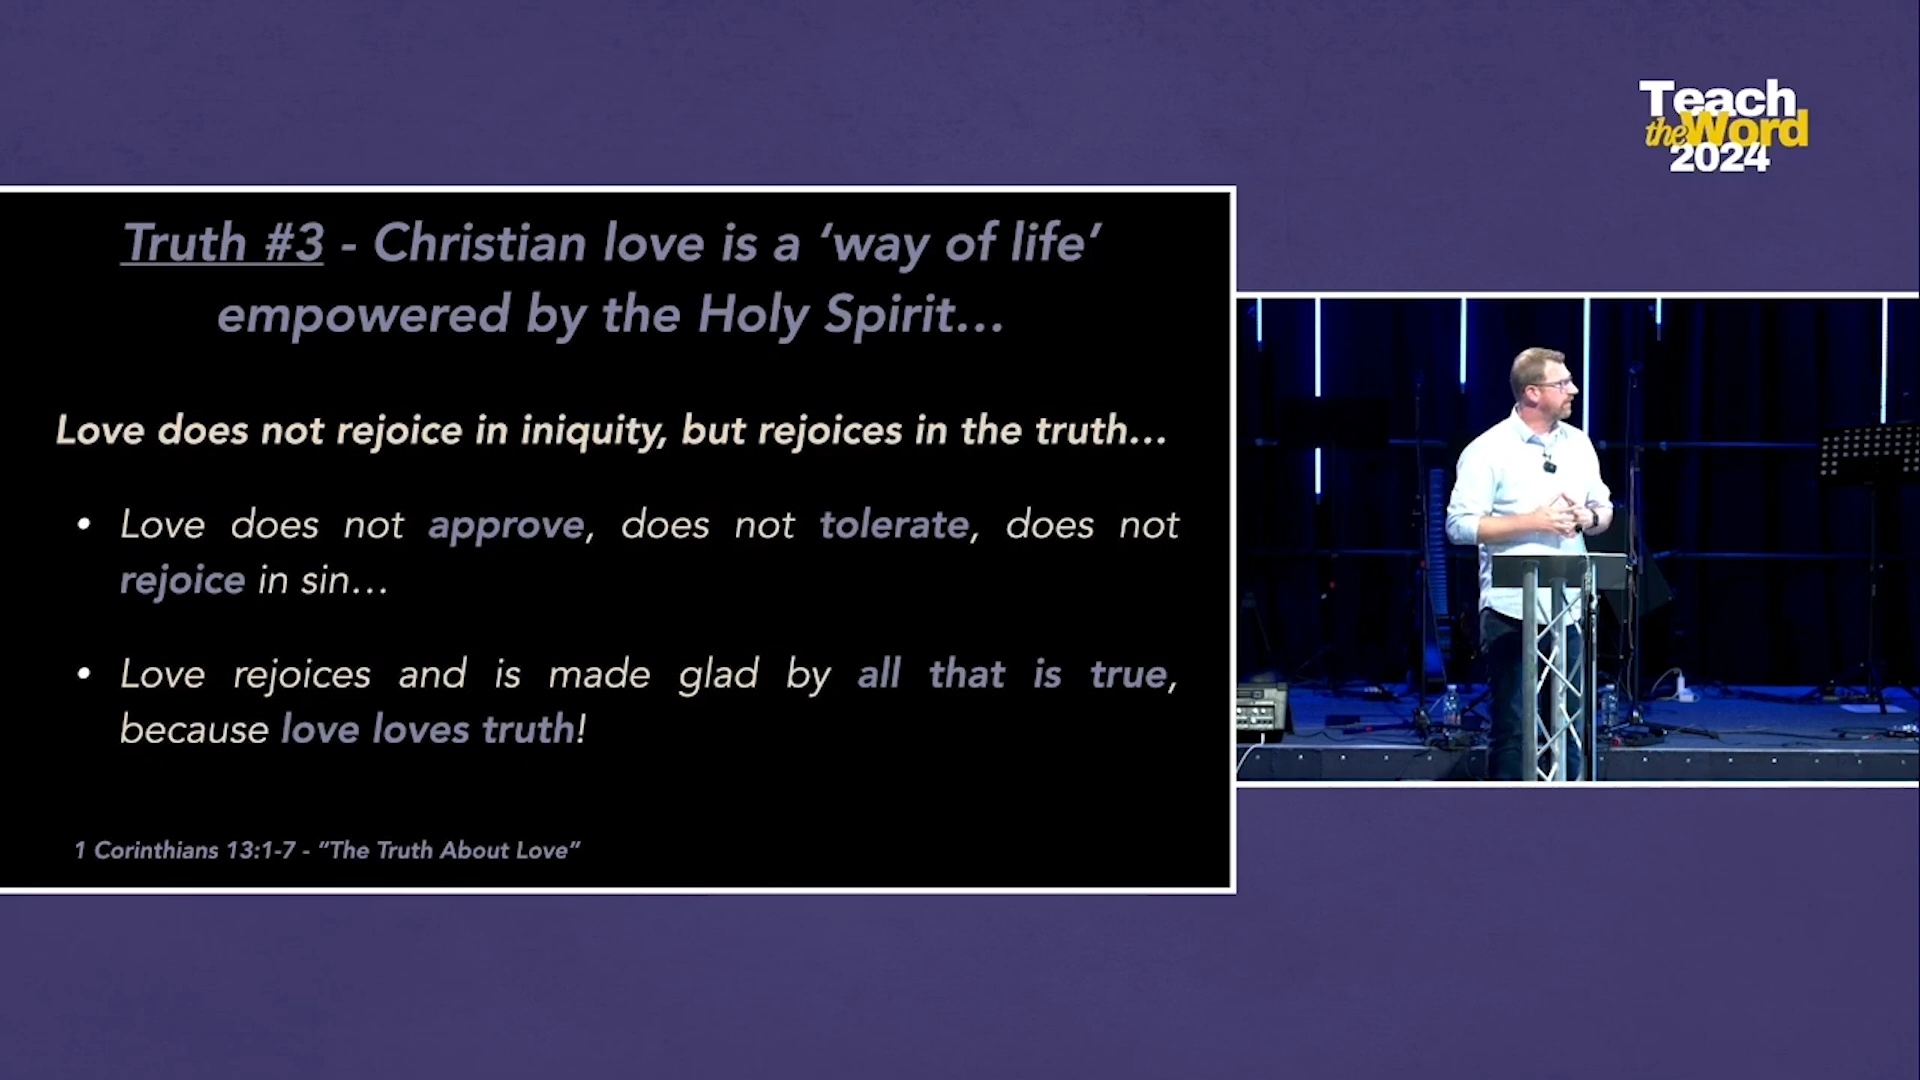 Teach
theWord
2024
Truth #3 - Christian love is a ‘way of life’
empowered by the Holy Spirit…
Love does not rejoice in iniquity, but rejoices in the truth…
• Love does not approve, does not tolerate, does not
rejoice in sin…
• Love rejoices and is made glad by all that is true,
because love loves truth!
1 Corinthians 13:1-7 - “The Truth About Love”